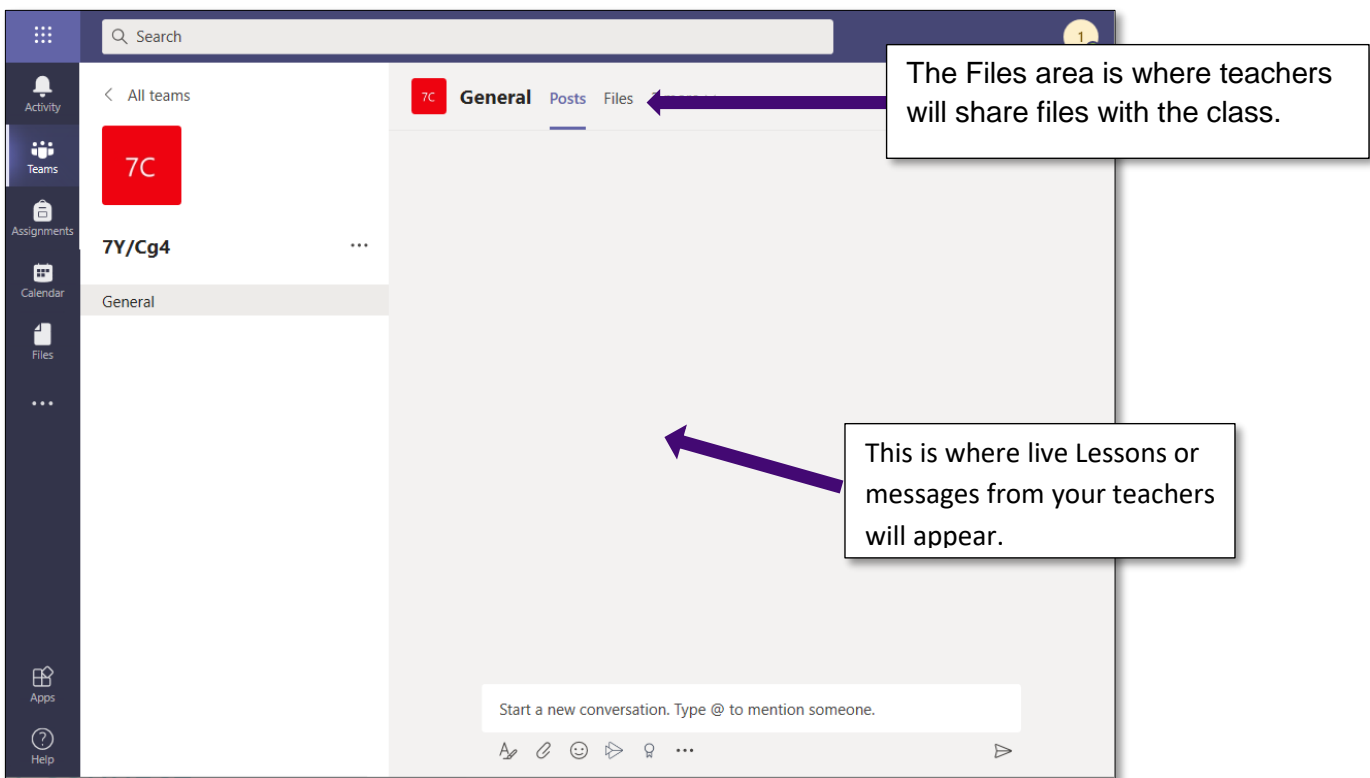 Search
1
Activity
Teams
Assignments
Calendar
Files
Apps
Help
All teams
7C
7Y/Cg4
General
7C General Posts Files
The Files area is where teachers
will share files with the class.
This is where live Lessons or
messages from your teachers
will appear.
Start a new conversation. Type @ to mention someone.